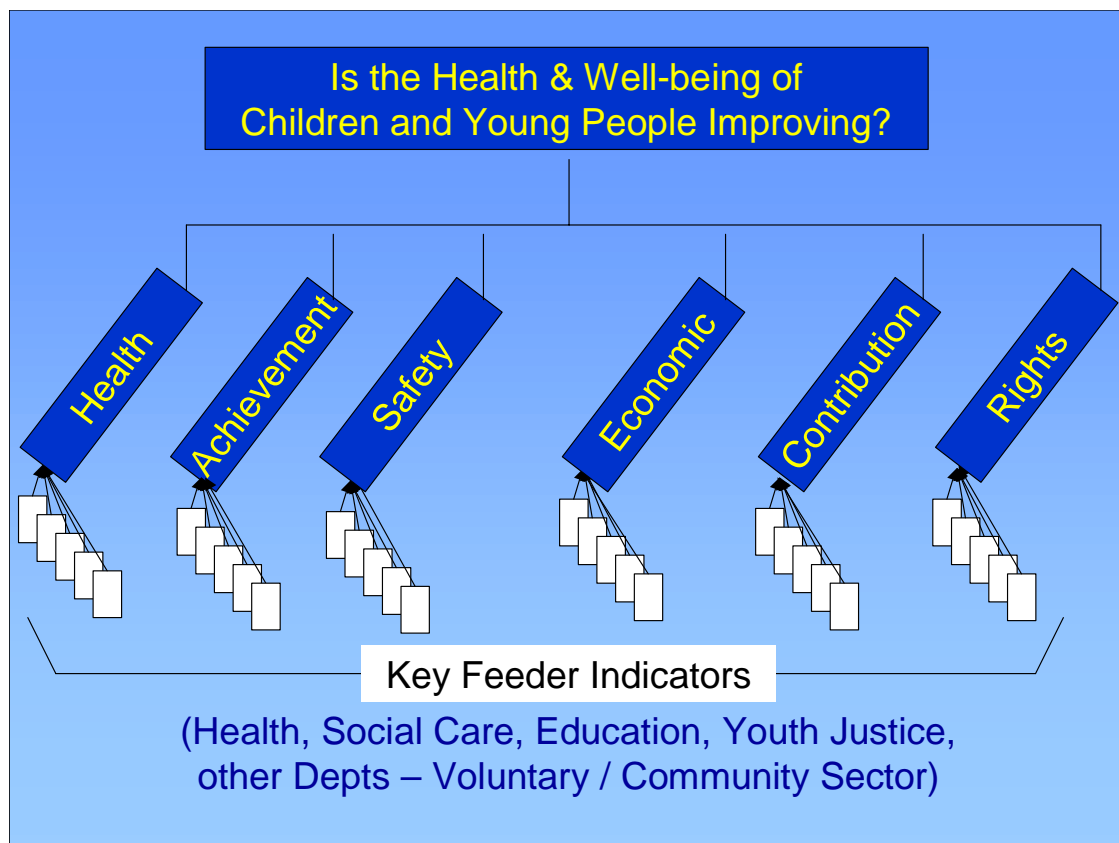 Is the Health & Well-being of
Children and Young People Improving?
Health
Achievement
Safety
Economic
Contribution
Rights
Key Feeder Indicators
(Health, Social Care, Education, Youth Justice,
other Depts – Voluntary / Community Sector)